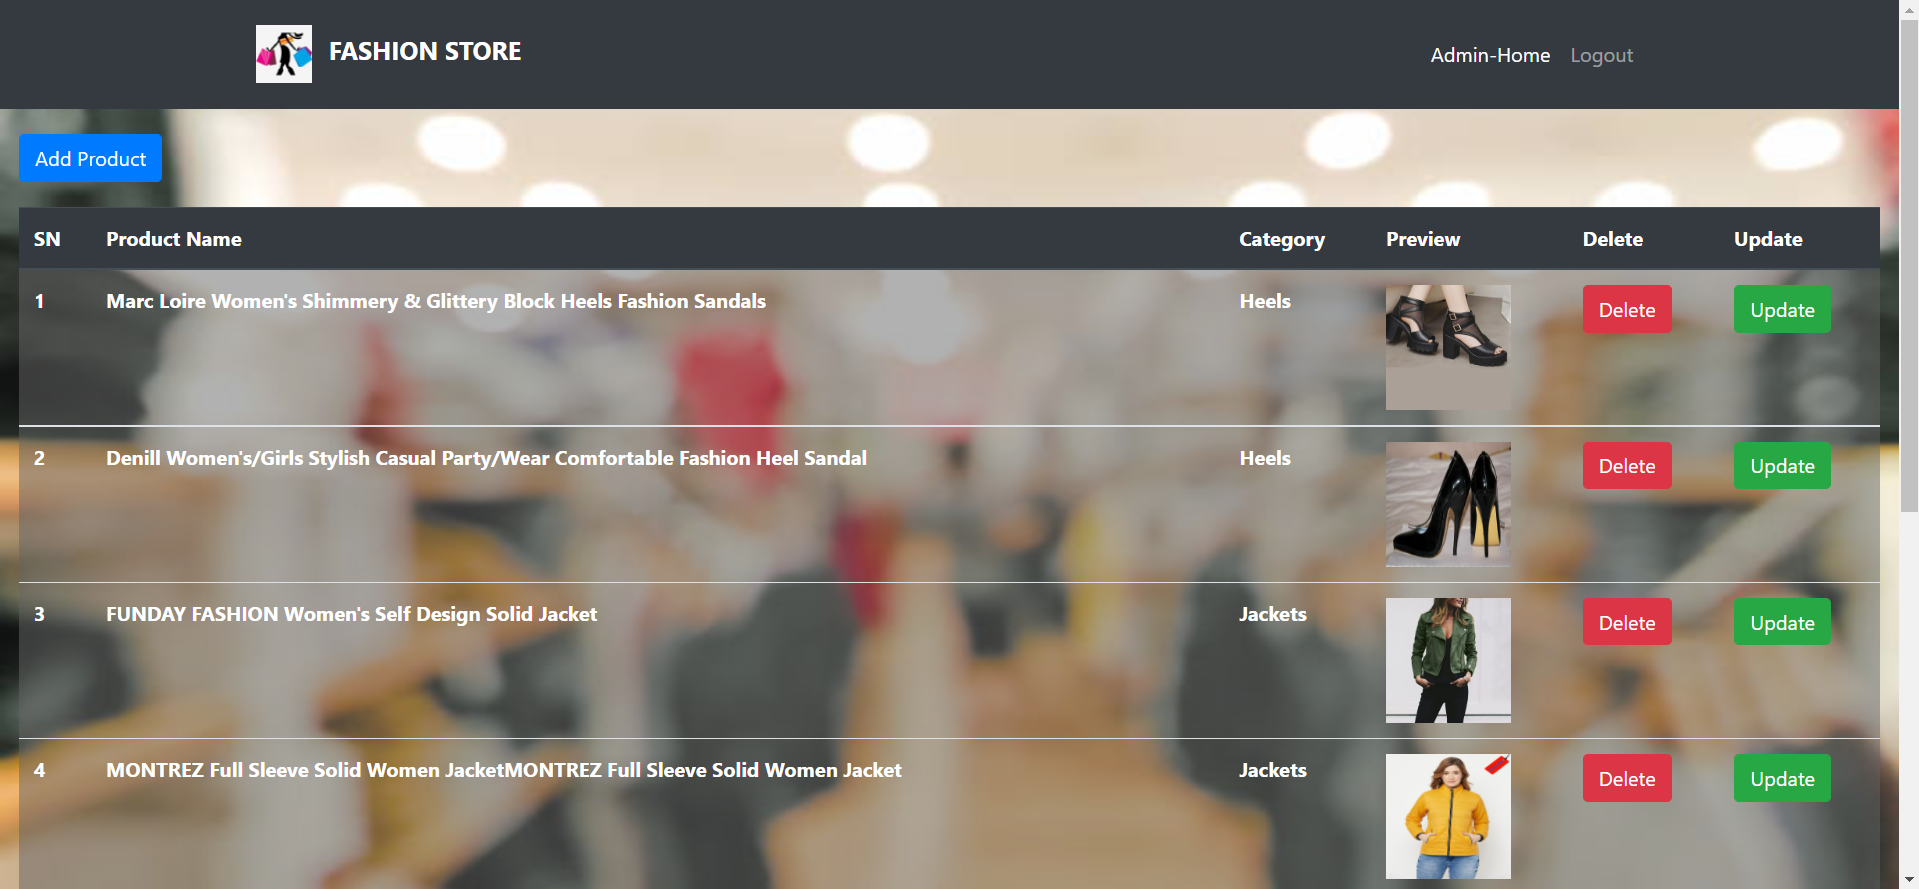 FASHION STORE
Admin-Home Logout
Add Product
SN Product Name Category Preview Delete Update
1 Marc Loire Women's Shimmery & Glittery Block Heels Fashion Sandals Heels Delete Update
2 Denill Women's/Girls Stylish Casual Party/Wear Comfortable Fashion Heel Sandal Heels Delete Update
3 FUNDAY FASHION Women's Self Design Solid Jacket Jackets Delete Update
4 MONTREZ Full Sleeve Solid Women JacketMONTREZ Full Sleeve Solid Women Jacket Jackets Delete Update